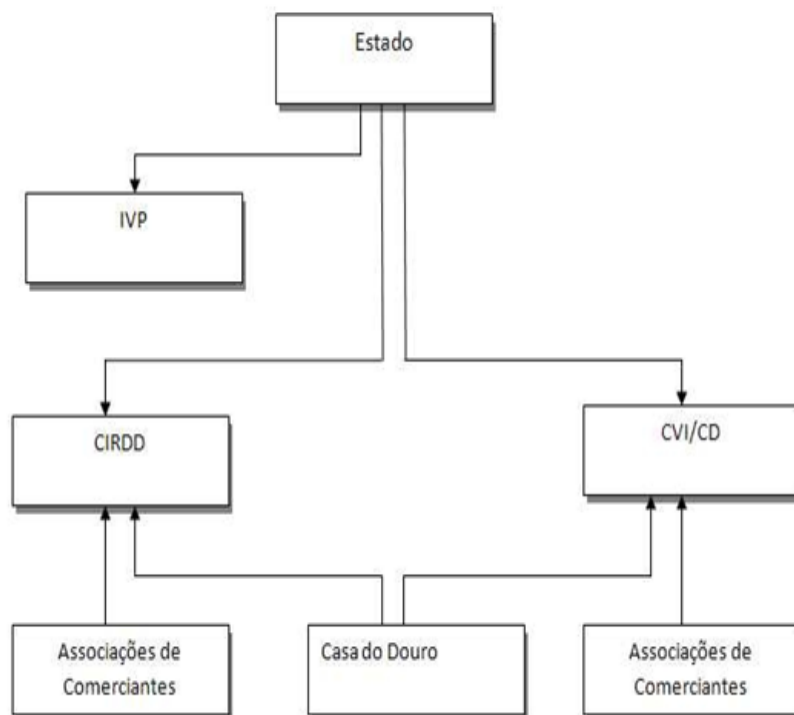 Estado
IVP
CIRDD
CVI/CD
Associações de
Comerciantes
Casa do Douro
Associações de
Comerciantes